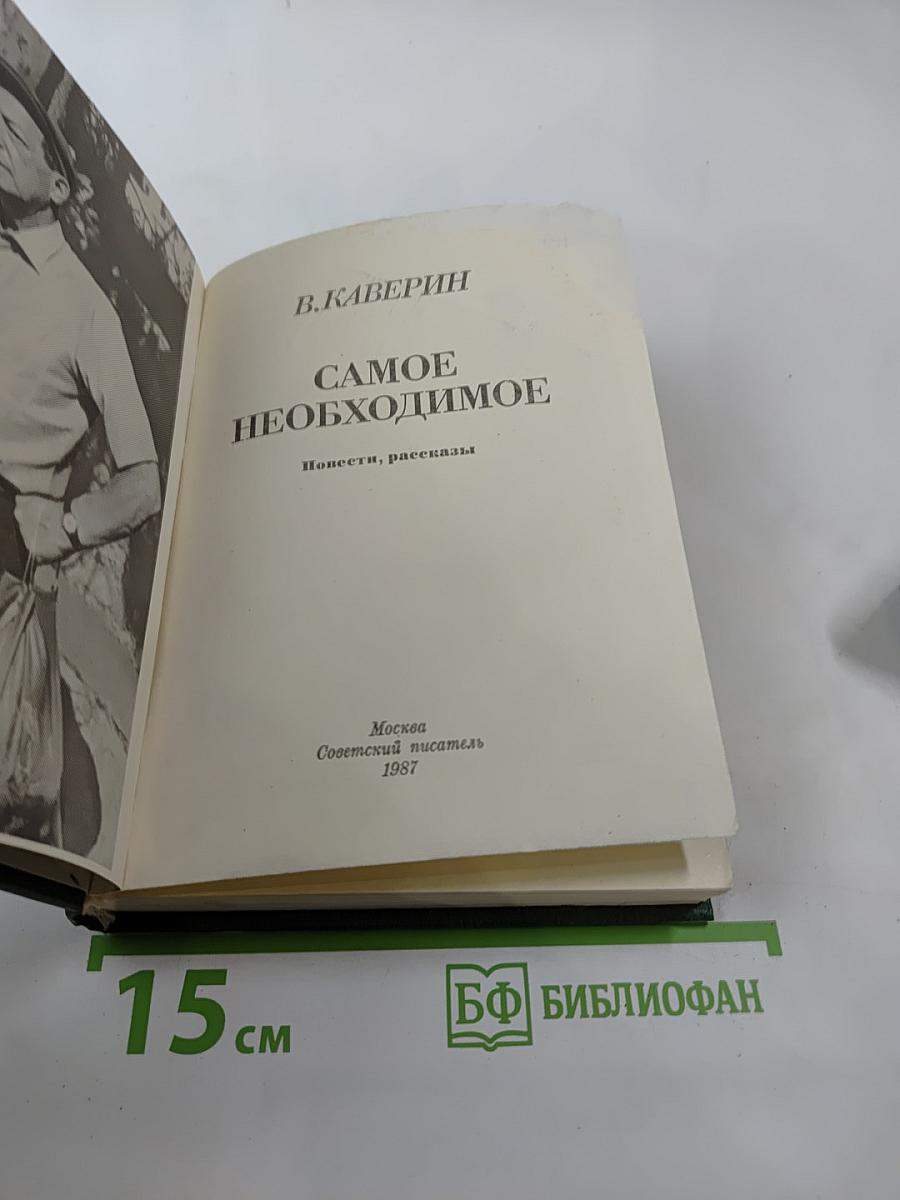 В. КАВЕРИН
САМОЕ
НЕОБХОДИМОЕ
Повести, рассказы
Москва
Советский писатель
1987
15 см
БФ БИБЛИОФАН